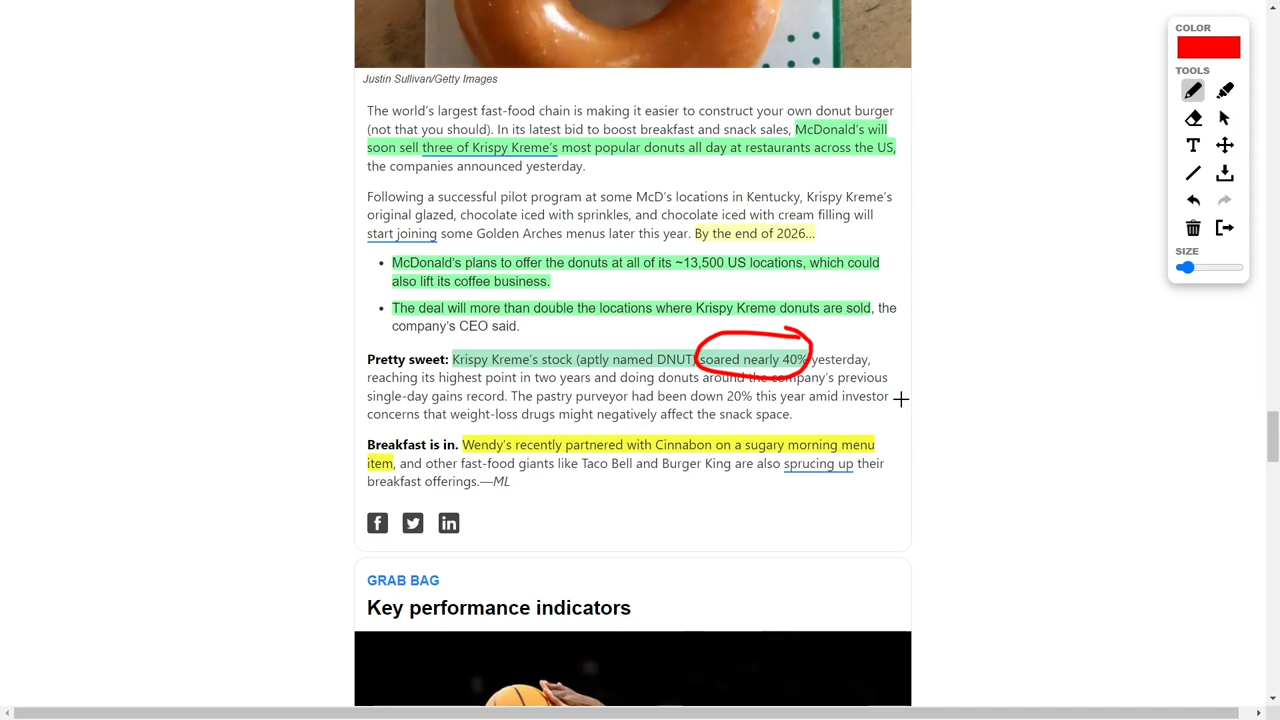 Justin Sullivan/Getty Images
The world's largest fast-food chain is making it easier to construct your own donut burger
(not that you should). In its latest bid to boost breakfast and snack sales, McDonald's will
soon sell three of Krispy Kreme's most popular donuts all day at restaurants across the US,
the companies announced yesterday.
Following a successful pilot program at some McD's locations in Kentucky, Krispy Kreme's
original glazed, chocolate iced with sprinkles, and chocolate iced with cream filling will
start joining some Golden Arches menus later this year. By the end of 2026...
• McDonald's plans to offer the donuts at all of its ~13,500 US locations, which could
also lift its coffee business.
• The deal will more than double the locations where Krispy Kreme donuts are sold, the
company's CEO said.
Pretty sweet: Krispy Kreme's stock (aptly named DNUT) soared nearly 40% yesterday,
reaching its highest point in two years and doing donuts around the company's previous
single-day gains record. The pastry purveyor had been down 20% this year amid investor
concerns that weight-loss drugs might negatively affect the snack space.
Breakfast is in. Wendy's recently partnered with Cinnabon on a sugary morning menu
item, and other fast-food giants like Taco Bell and Burger King are also sprucing up their
breakfast offerings.—ML
GRAB BAG
Key performance indicators
COLOR
TOOLS
SIZE